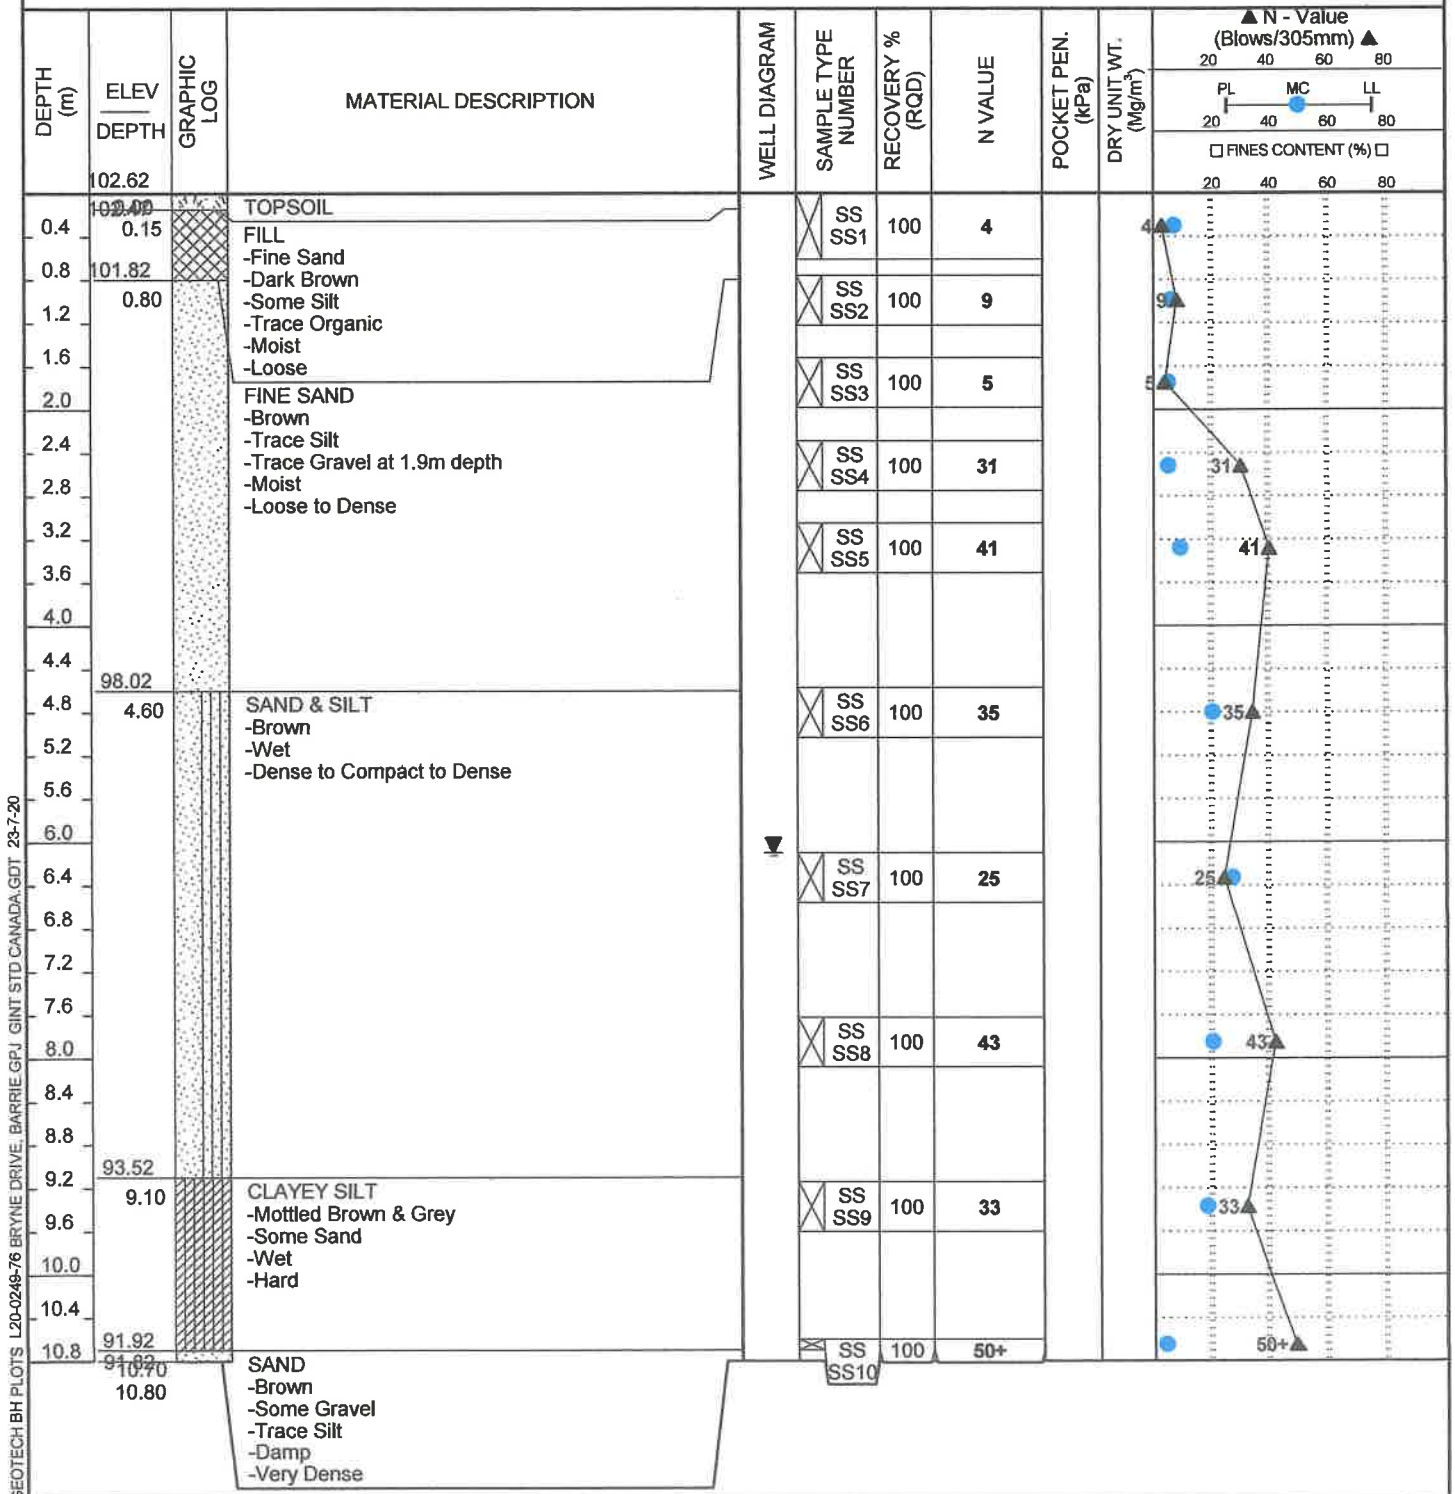 DEPTH (m)
ELEV
DEPTH
GRAPHIC LOG
MATERIAL DESCRIPTION
WELL DIAGRAM
SAMPLE TYPE NUMBER
RECOVERY % (RQD)
N VALUE
POCKET PEN. (kPa)
DRY UNIT WT. (Mg/m³)
▲ N - Value
(Blows/305mm) ▲
20 40 60 80
PL MC LL
20 40 60 80
□ FINES CONTENT (%) □
20 40 60 80
102.62
0.15
101.82
0.80
98.02
4.60
93.52
9.10
91.92
10.70
10.80
0.4
0.8
1.2
1.6
2.0
2.4
2.8
3.2
3.6
4.0
4.4
4.8
5.2
5.6
6.0
6.4
6.8
7.2
7.6
8.0
8.4
8.8
9.2
9.6
10.0
10.4
10.8
TOPSOIL
FILL
-Fine Sand
-Dark Brown
-Some Silt
-Trace Organic
-Moist
-Loose
FINE SAND
-Brown
-Trace Silt
-Trace Gravel at 1.9m depth
-Moist
-Loose to Dense
SAND & SILT
-Brown
-Wet
-Dense to Compact to Dense
CLAYEY SILT
-Mottled Brown & Grey
-Some Sand
-Wet
-Hard
SAND
-Brown
-Some Gravel
-Trace Silt
-Damp
-Very Dense
SS
SS1 100 4
SS
SS2 100 9
SS
SS3 100 5
SS
SS4 100 31
SS
SS5 100 41
SS
SS6 100 35
SS
SS7 100 25
SS
SS8 100 43
SS
SS9 100 33
SS
SS10 100 50+
4
9
5
31
41
35
25
43
33
50+
GEOTECH BH PLOTS L20-0249-76 BRYNE DRIVE, BARRIE.GPJ GINT STD CANADA.GDT 23-7-20